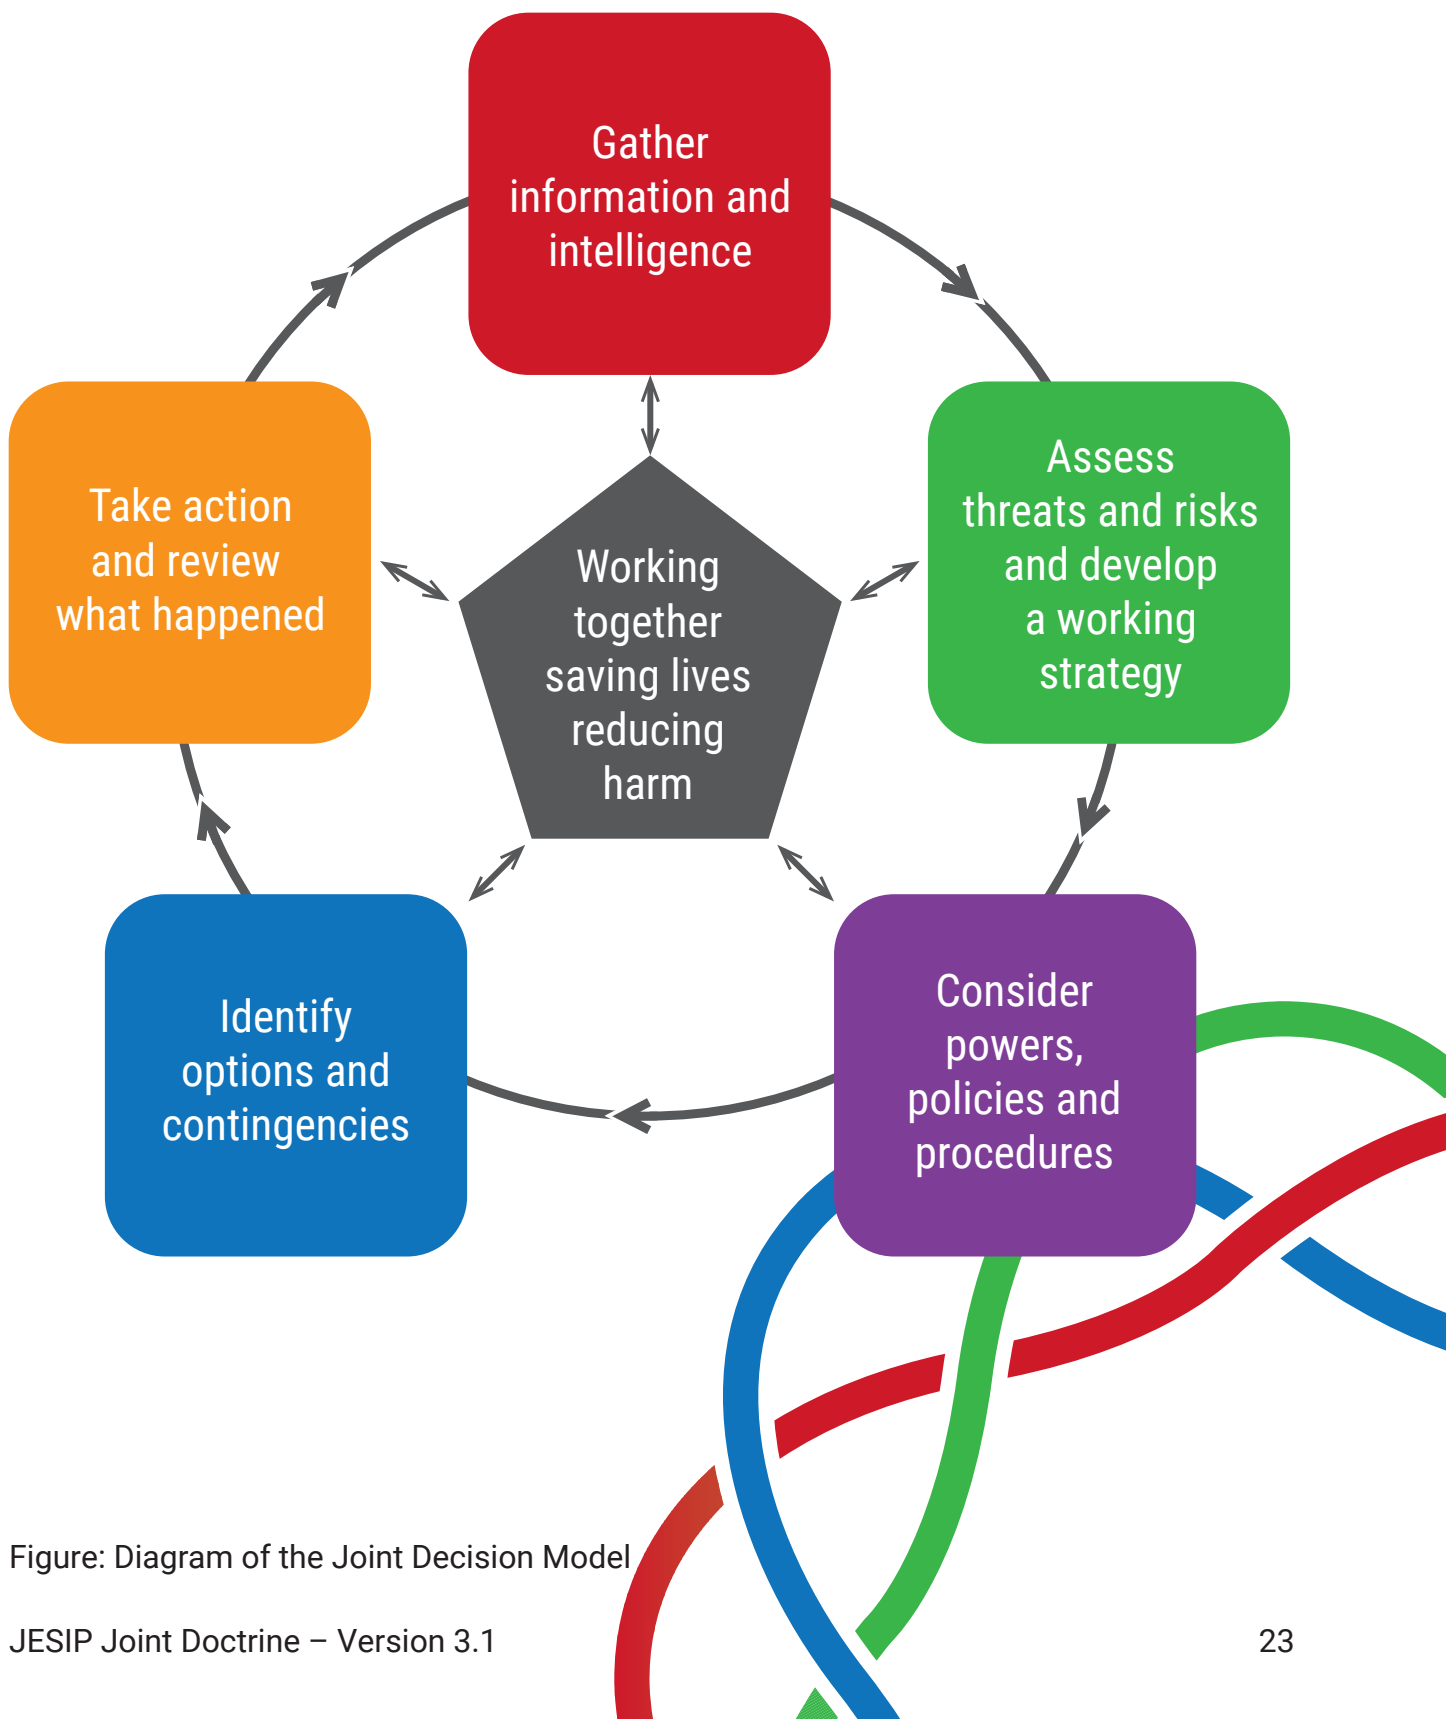 Gather
information and
intelligence
Assess
threats and risks
and develop
a working
strategy
Take action
and review
what happened
Working
together
saving lives
reducing
harm
Consider
powers,
policies and
procedures
Identify
options and
contingencies
Figure: Diagram of the Joint Decision Model
JESIP Joint Doctrine – Version 3.1
23